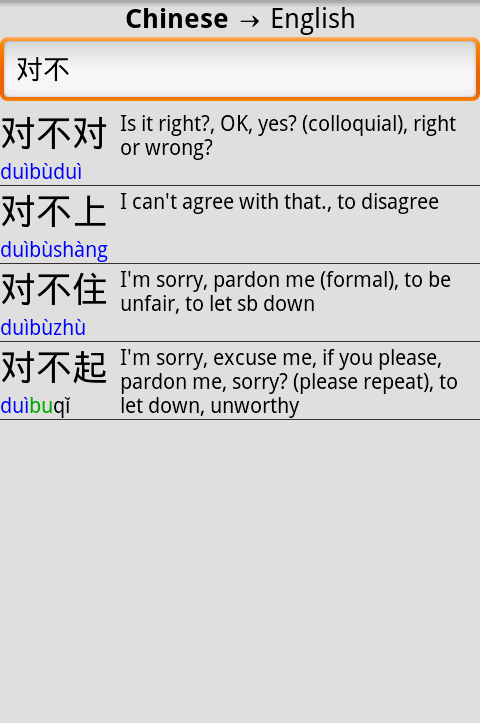 Chinese → English
对不
对不对
duìbùduì
Is it right?, OK, yes? (colloquial), right
or wrong?
对不上
duìbùshàng
I can't agree with that., to disagree
对不住
duìbùzhù
I'm sorry, pardon me (formal), to be
unfair, to let sb down
对不起
duìbuqǐ
I'm sorry, excuse me, if you please,
pardon me, sorry? (please repeat), to
let down, unworthy